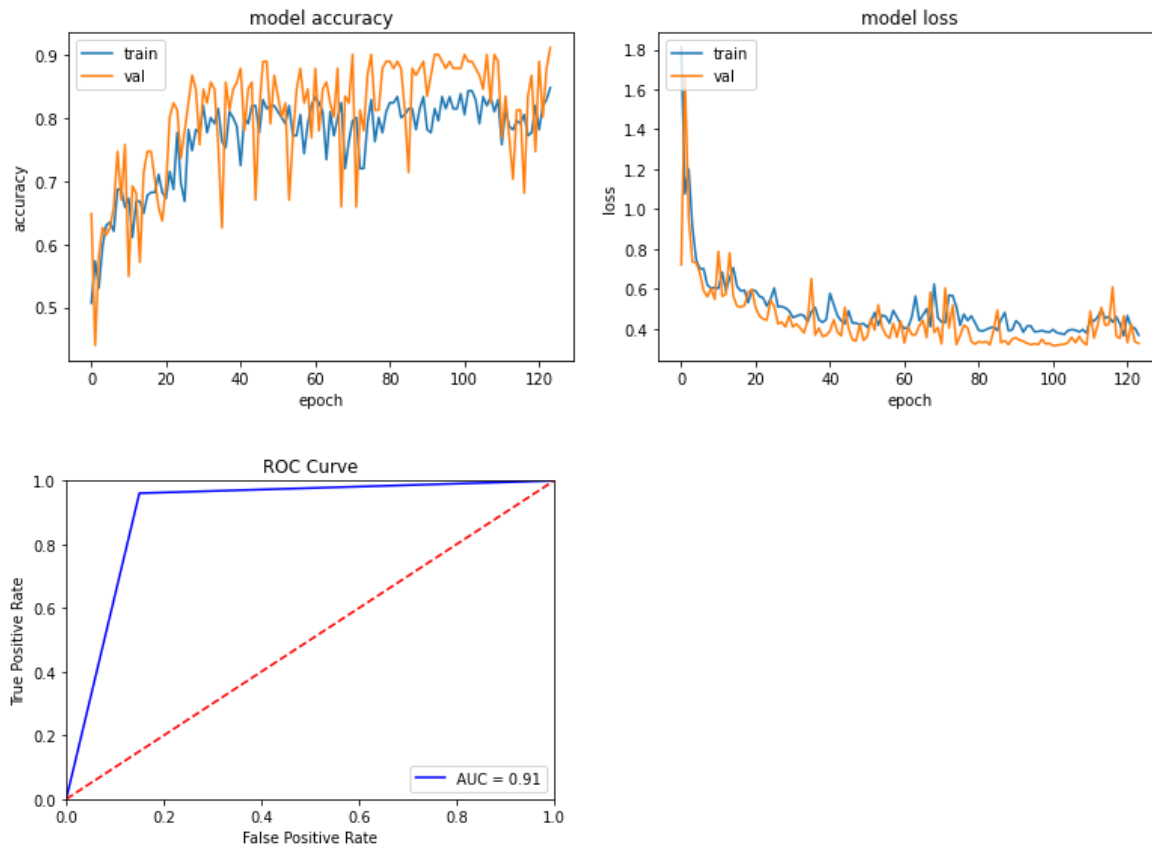 model accuracy
train
val
0.9
0.8
0.7
0.6
0.5
accuracy
0 20 40 60 80 100 120
epoch
model loss
train
val
1.8
1.6
1.4
1.2
1.0
0.8
0.6
0.4
loss
0 20 40 60 80 100 120
epoch
ROC Curve
1.0
0.8
0.6
0.4
0.2
0.0
True Positive Rate
AUC = 0.91
0.0 0.2 0.4 0.6 0.8 1.0
False Positive Rate